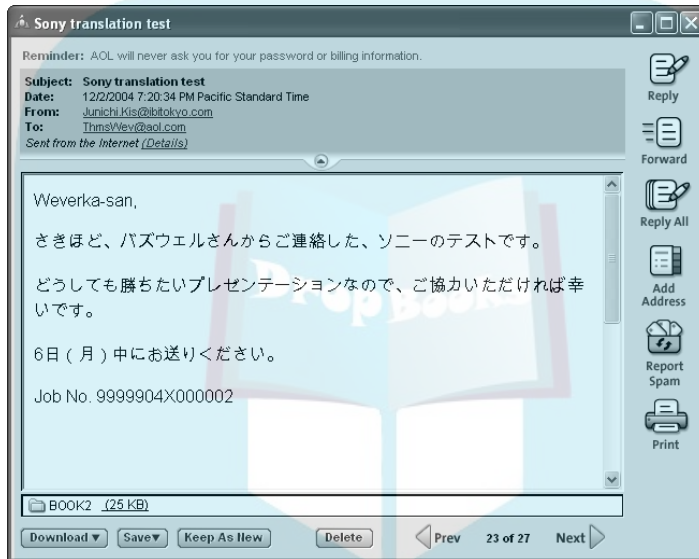 Sony translation test
Reminder: AOL will never ask you for your password or billing information.
Subject: Sony translation test
Date: 12/2/2004 7:20:34 PM Pacific Standard Time
From: Junichi.Kis@ibitokyo.com
To: ThmsWev@aol.com
Sent from the Internet (Details)
Weverka-san,
さきほど、バズウェルさんからご連絡した、ソニーのテストです。
どうしても勝ちたいプレゼンテーションなので、ご協力いただければ幸
いです。
6日(月)中にお送りください。
Job No. 9999904X000002
BOOK2 (25 KB)
Download Save Keep As New Delete Prev 23 of 27 Next
Reply
Forward
Reply All
Add
Address
Report
Spam
Print
Drop Books